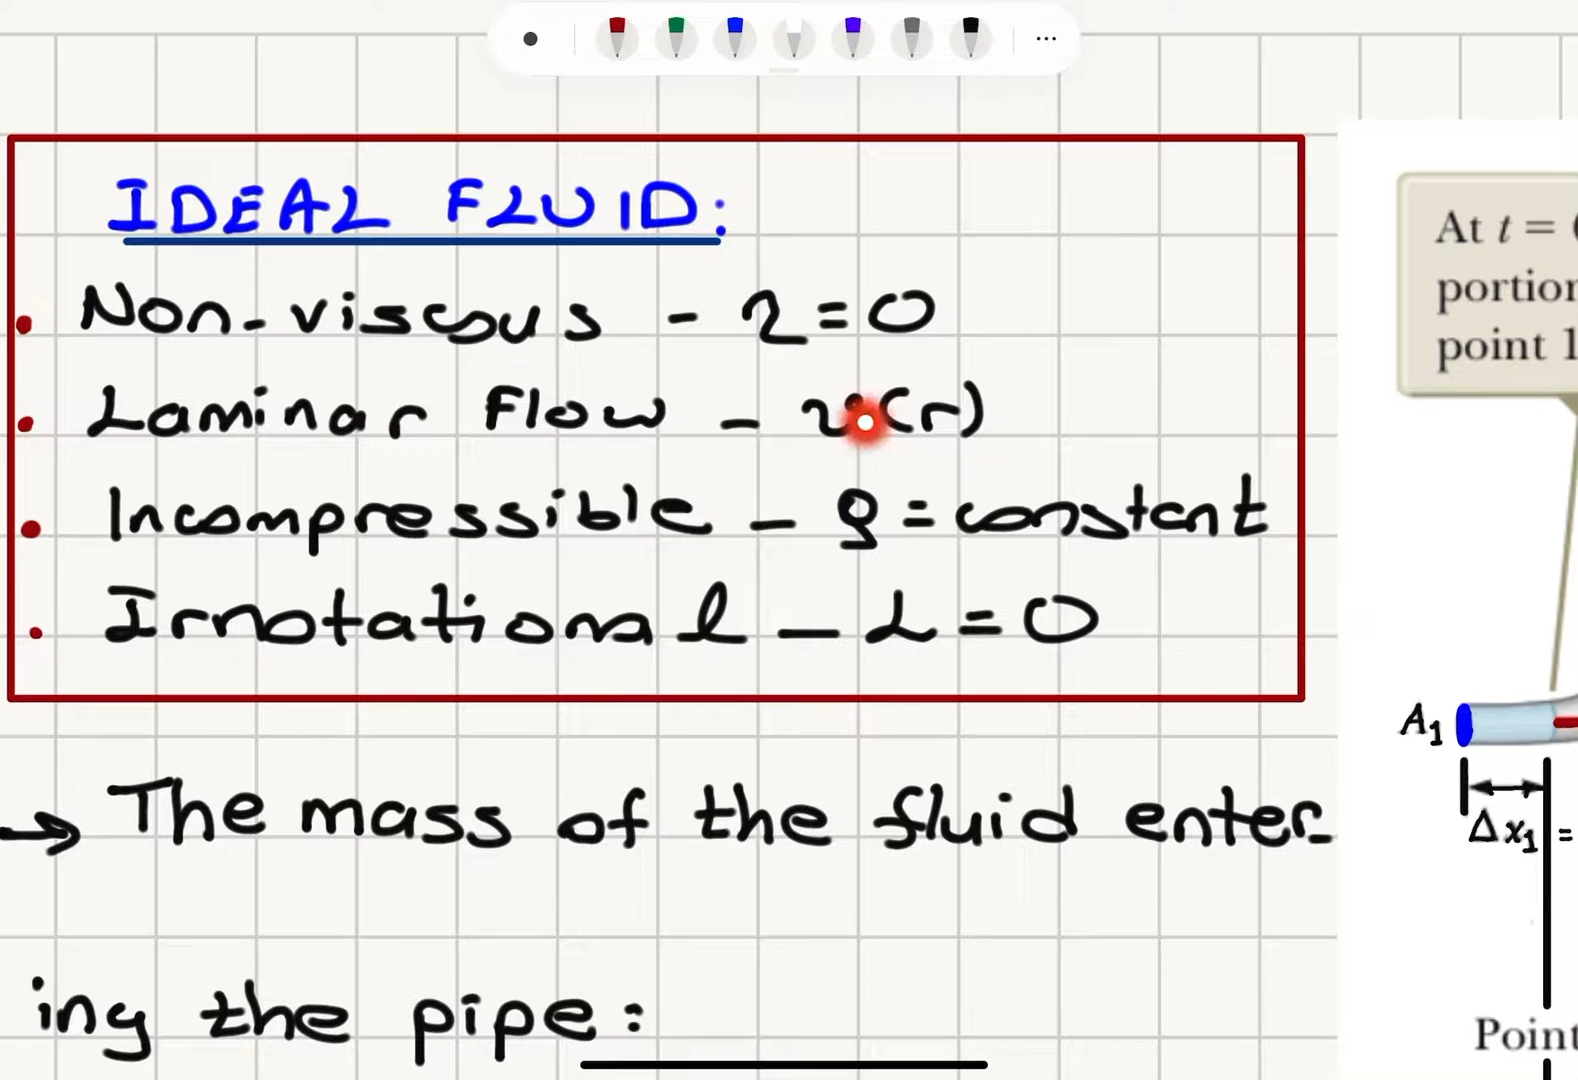 IDEAL FLUID:
• Non-viscous - η=0
• Laminar Flow - v(r)
• Incompressible - ρ = constant
• Irrotational - L = 0
→ The mass of the fluid enter-
ing the pipe:
At t =
portion
point 1
A₁
Δx₁ =
Point